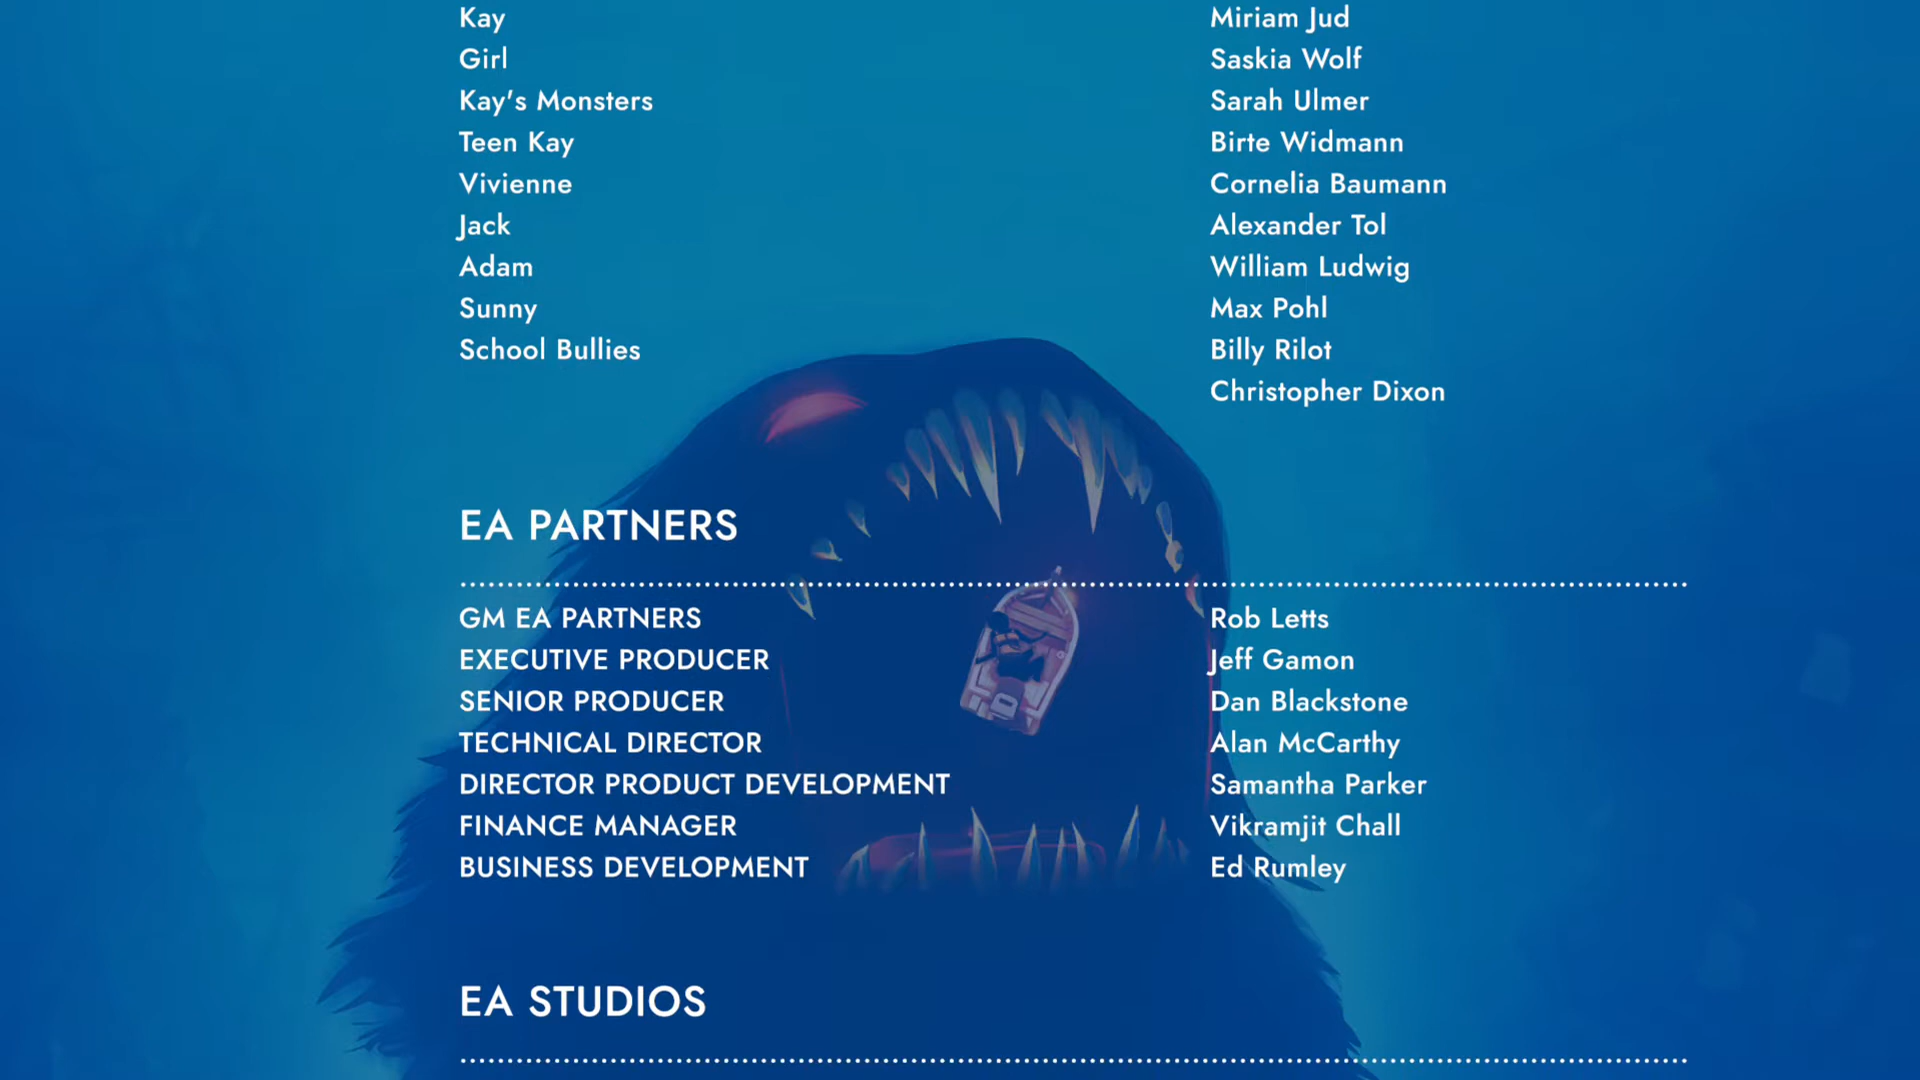 Kay Miriam Jud
Girl Saskia Wolf
Kay's Monsters Sarah Ulmer
Teen Kay Birte Widmann
Vivienne Cornelia Baumann
Jack Alexander Tol
Adam William Ludwig
Sunny Max Pohl
School Bullies Billy Rilot
Christopher Dixon
EA PARTNERS
GM EA PARTNERS Rob Letts
EXECUTIVE PRODUCER Jeff Gamon
SENIOR PRODUCER Dan Blackstone
TECHNICAL DIRECTOR Alan McCarthy
DIRECTOR PRODUCT DEVELOPMENT Samantha Parker
FINANCE MANAGER Vikramjit Chall
BUSINESS DEVELOPMENT Ed Rumley
EA STUDIOS